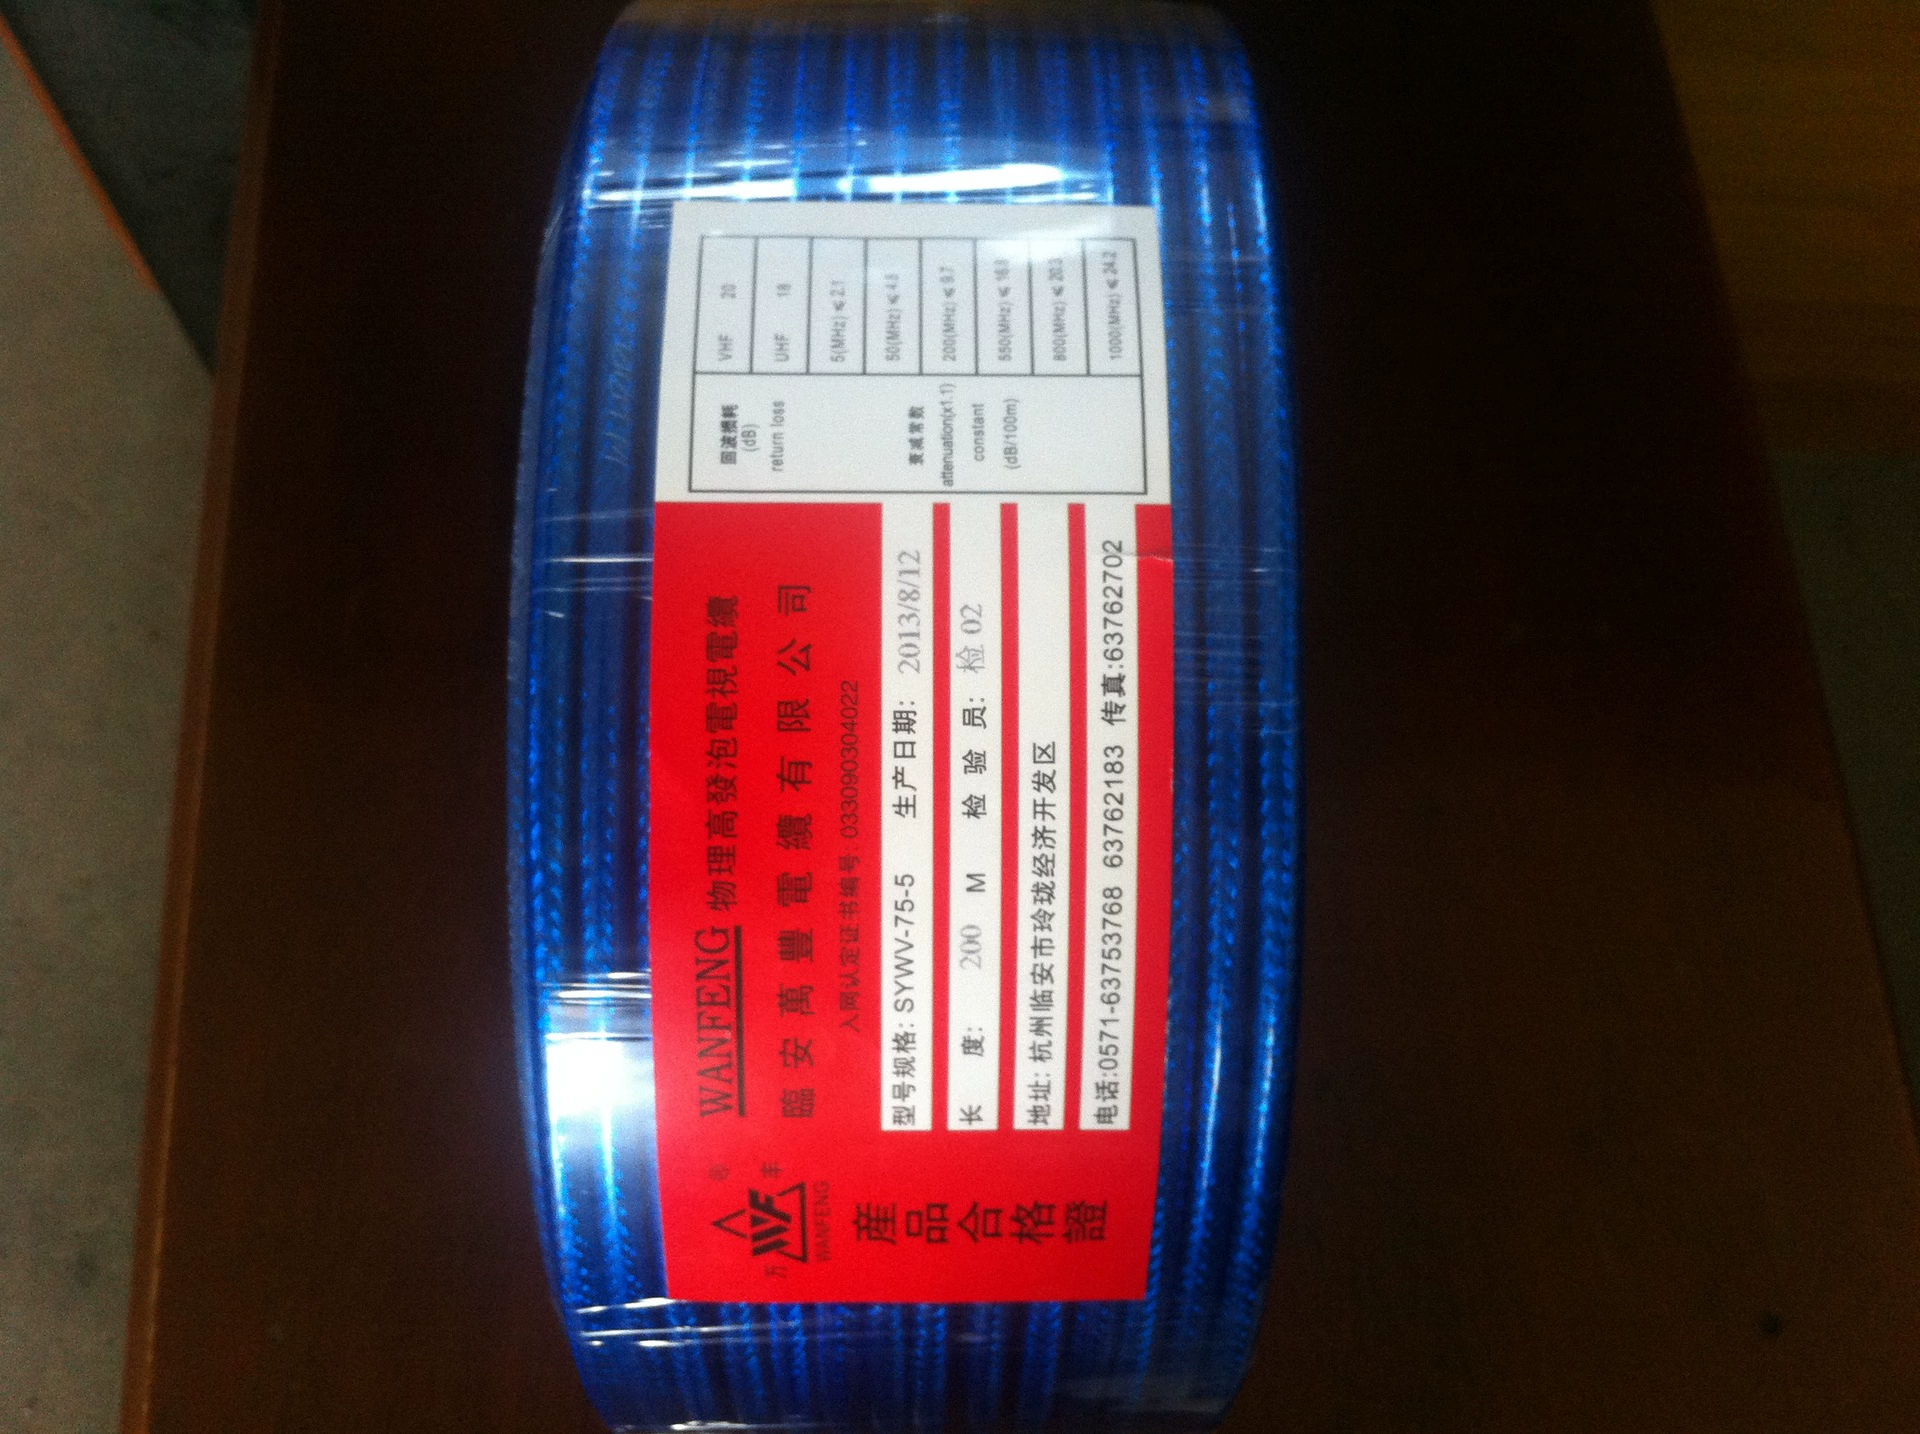 WANFENG 物理高發泡電視電纜
臨安萬豐電纜有限公司
入网认定证书编号:033090304022
万 丰
WF
WANFENG
産品合格證
型号规格: SYWV-75-5 生产日期: 2013/8/12
长 度: 200 M 检 验 员: 检 02
地址: 杭州临安市玲珑经济开发区
电话:0571-63753768 63762183 传真:63762702
回波损耗
(dB)
return loss
VHF 20
UHF 18
衰减常数
attenuation(x1.1)
constant
(dB/100m)
5(MHz) ≤ 2.1
50(MHz) ≤ 4.8
200(MHz) ≤ 9.7
550(MHz) ≤ 16.8
800(MHz) ≤ 20.3
1000(MHz) ≤ 24.2